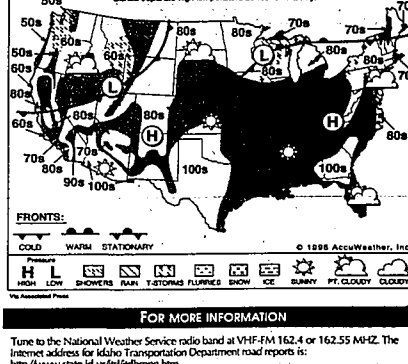 50s
50s
50s
60s
80s
60s
60s
L
80s
80s
L
80s
80s
70s
80s
70s
70s
80s
60s
80s
80s
H
H
80s
70s
80s
70s
90s
100s
100s
100s
FRONTS:
COLD WARM STATIONARY
© 1995 AccuWeather, Inc
Pressure
H L
HIGH LOW SHOWERS RAIN T-STORMS FLURRIES SNOW ICE SUNNY PT. CLOUDY CLOUDY
Via Associated Press
FOR MORE INFORMATION
Tune to the National Weather Service radio band at VHF-FM 162.4 or 162.55 MHZ. The
Internet address for Idaho Transportation Department road reports is: